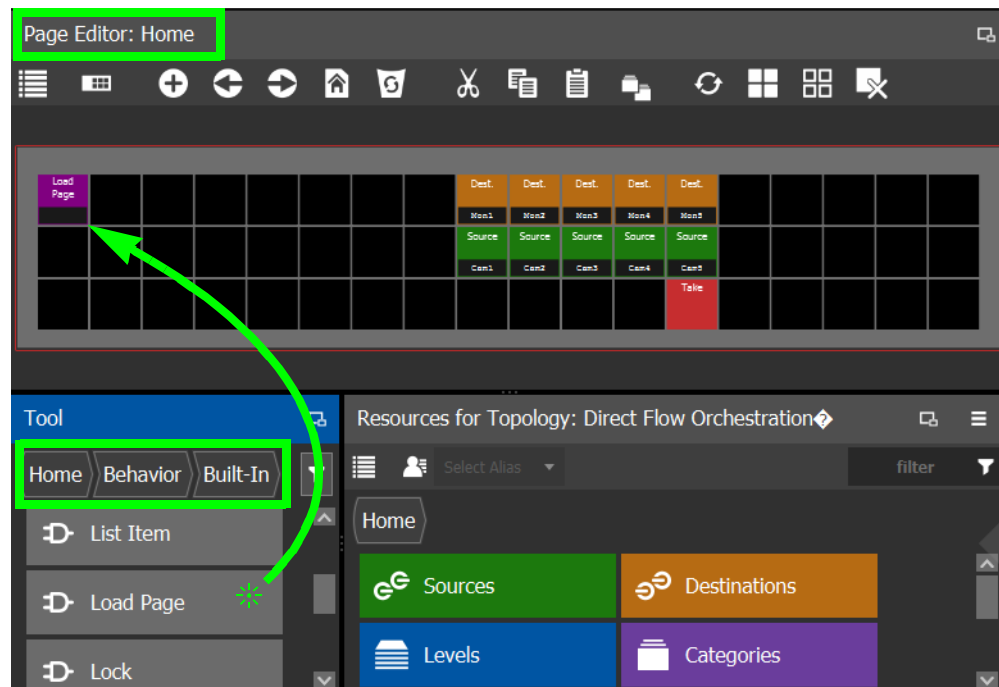 Page Editor: Home
Load Page
Dest. Dest. Dest. Dest. Dest.
Mon1 Mon2 Mon3 Mon4 Mon5
Source Source Source Source Source
Cam1 Cam2 Cam3 Cam4 Cam5
Take
Tool
Home Behavior Built-In
List Item
Load Page
Lock
Resources for Topology: Direct Flow Orchestration�
Select Alias filter
Home
Sources Destinations
Levels Categories